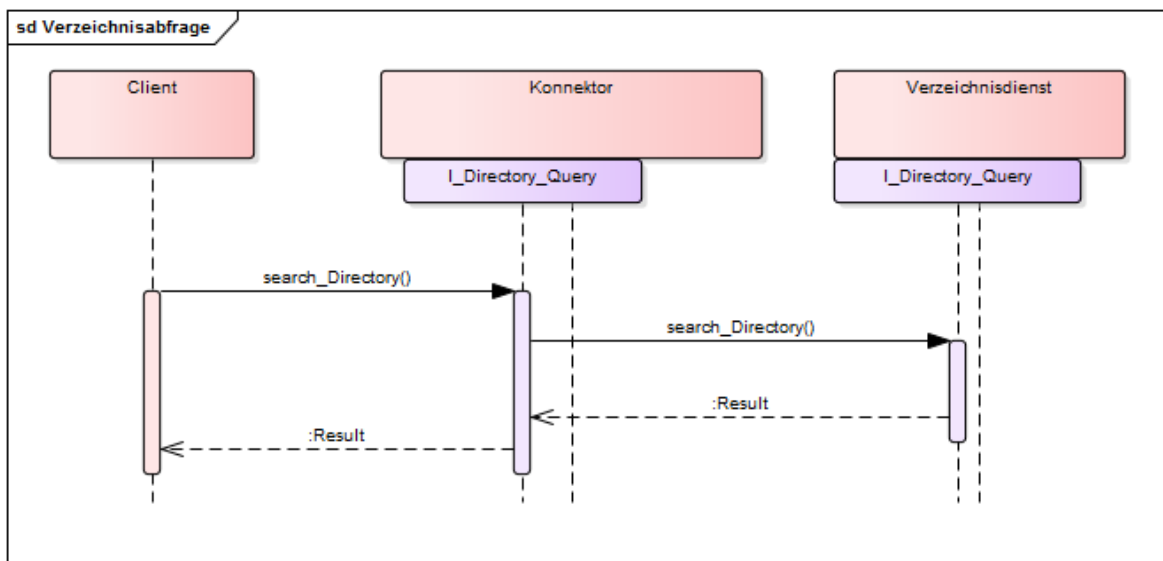 sd Verzeichnisabfrage
Client
Konnektor
Verzeichnisdienst
I_Directory_Query
I_Directory_Query
search_Directory()
search_Directory()
:Result
:Result